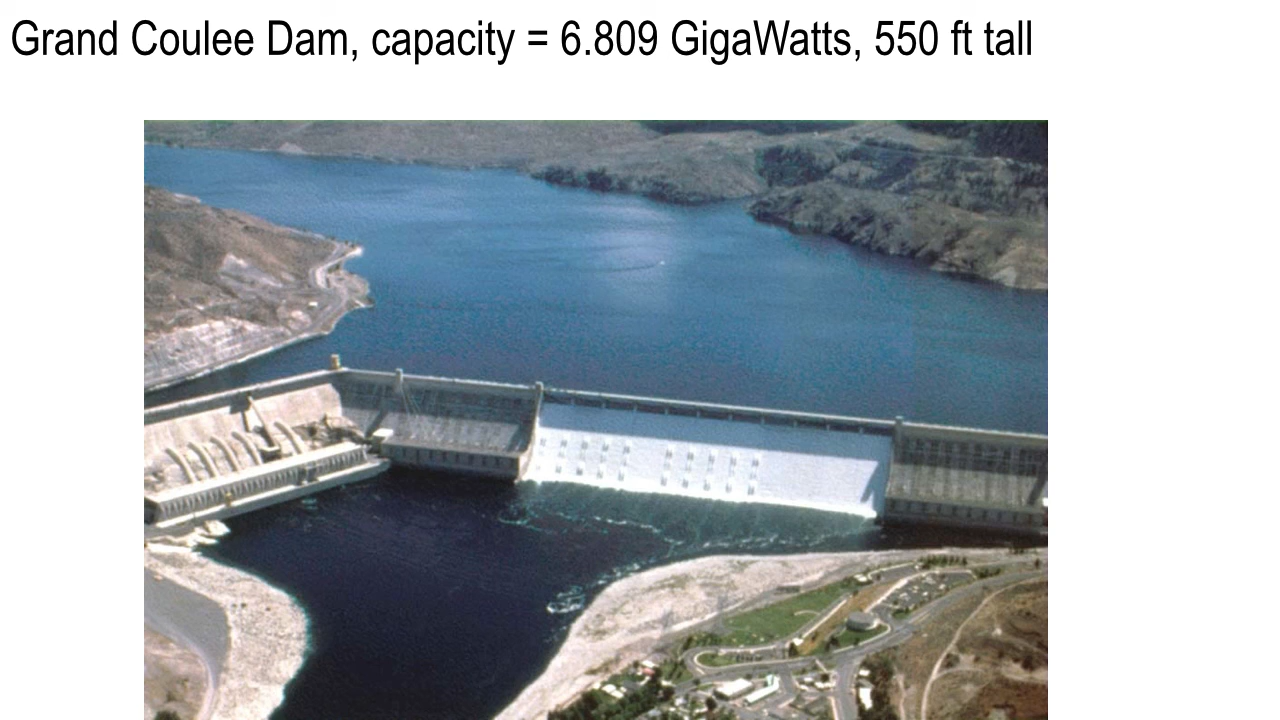 Grand Coulee Dam, capacity = 6.809 GigaWatts, 550 ft tall